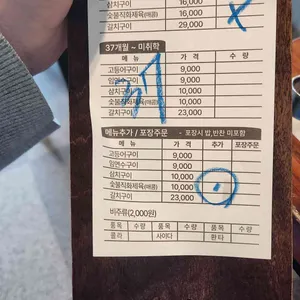 삼치구이 16,000
숯불직화제육(매콤) 16,000
갈치구이 29,000
37개월 ~ 미취학
메 뉴 가 격 수 량
고등어구이 9,000
임연수구이 9,000
삼치구이 10,000
숯불직화제육(매콤) 10,000
갈치구이 23,000
메뉴추가 / 포장주문 - 포장시 밥,반찬 미포함
메 뉴 가 격 추가 포장주문
고등어구이 9,000
임연수구이 9,000
삼치구이 10,000
숯불직화제육(매콤) 10,000
갈치구이 23,000
비주류(2,000원)
품목 수량 품목 수량 품목 수량
콜라 사이다 환타